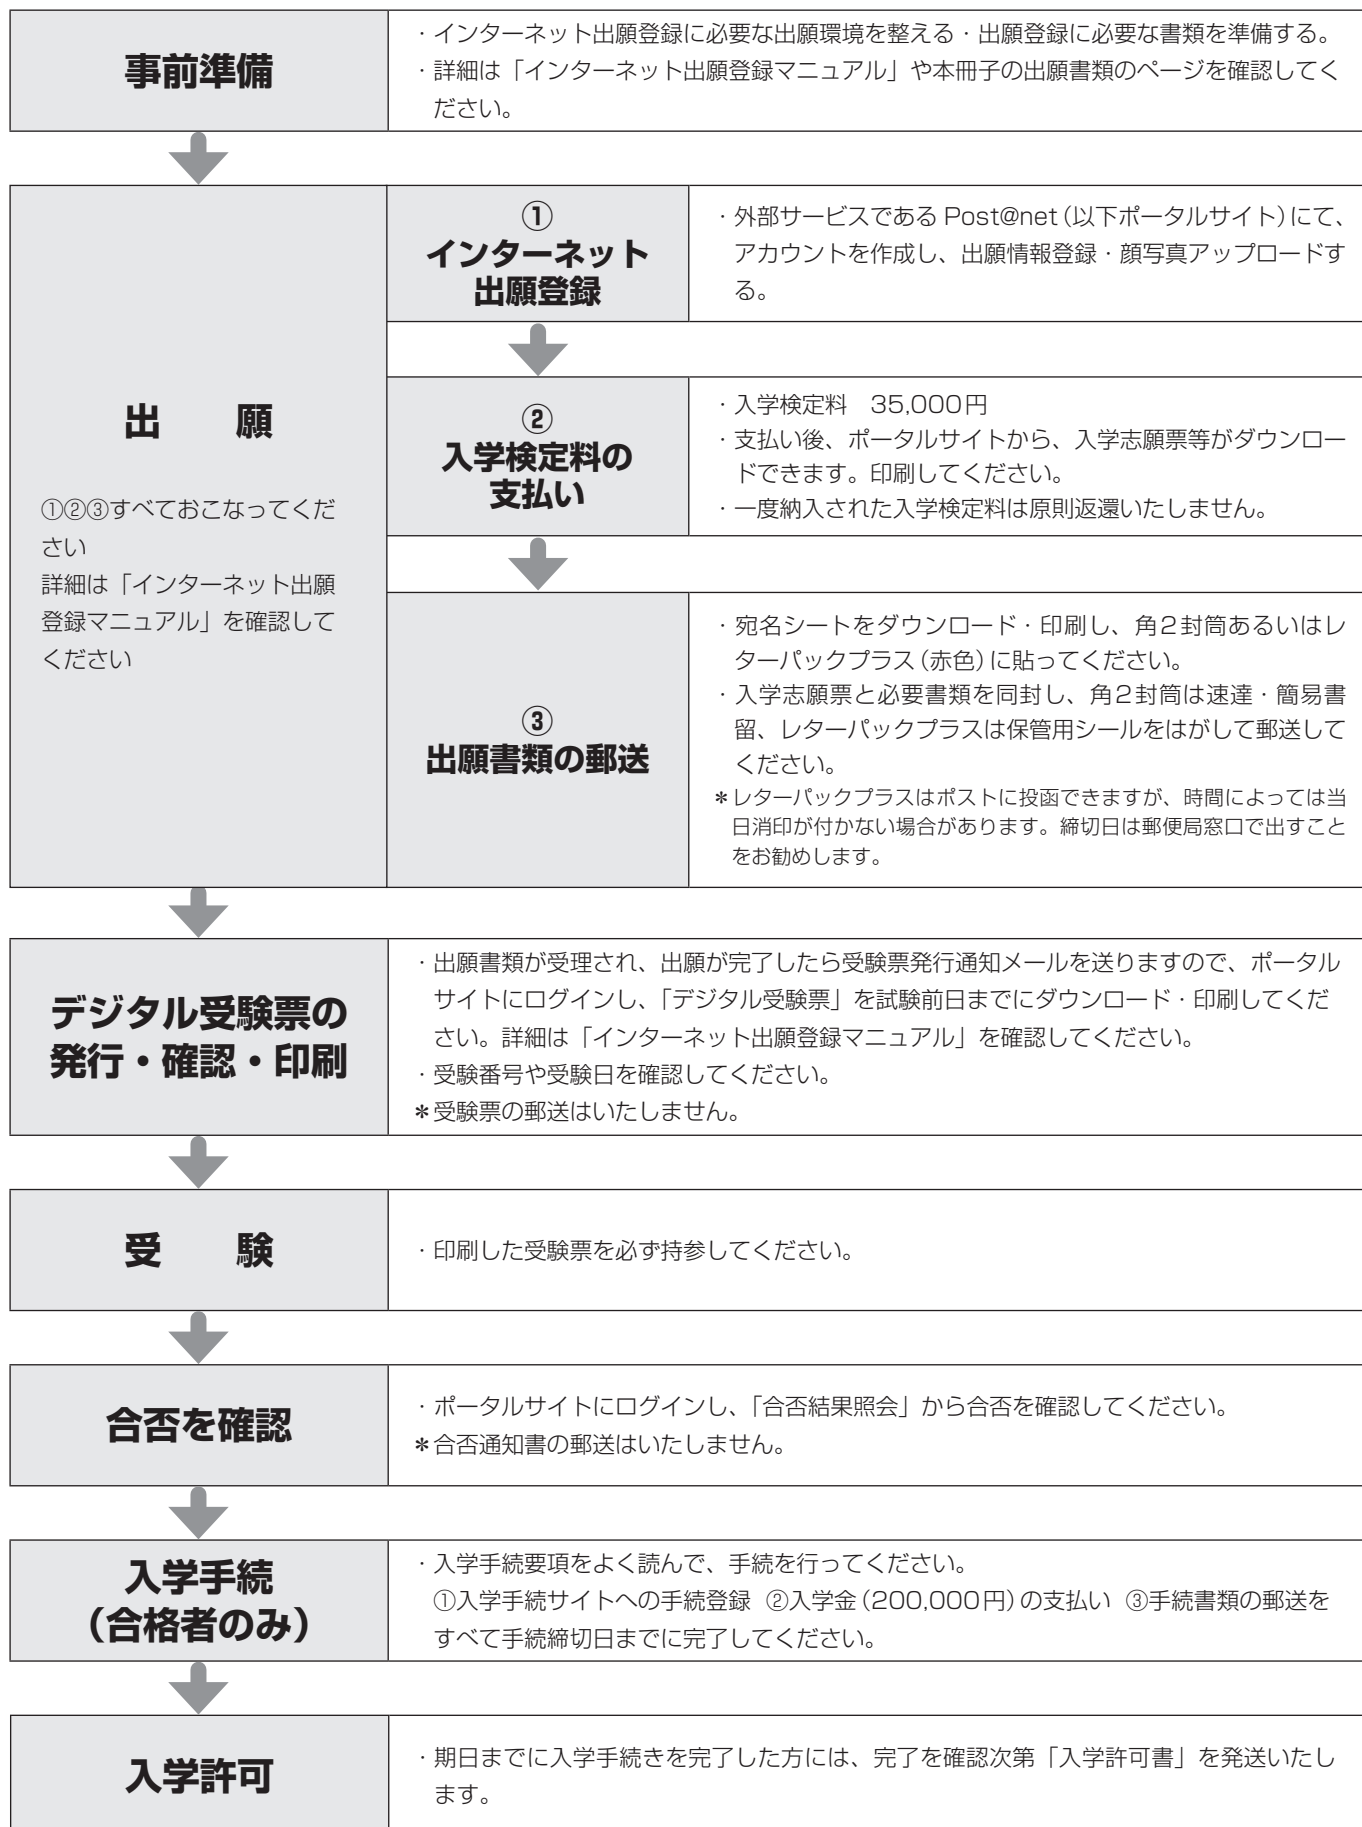 事前準備
・インターネット出願登録に必要な出願環境を整える・出願登録に必要な書類を準備する。
・詳細は「インターネット出願登録マニュアル」や本冊子の出願書類のページを確認してく
ださい。
出　　願
①②③すべておこなってくだ
さい
詳細は「インターネット出願
登録マニュアル」を確認して
ください
①
インターネット
出願登録
・外部サービスである Post@net(以下ポータルサイト)にて、
アカウントを作成し、出願情報登録・顔写真アップロードす
る。
②
入学検定料の
支払い
・入学検定料　35,000円
・支払い後、ポータルサイトから、入学志願票等がダウンロー
ドできます。印刷してください。
・一度納入された入学検定料は原則返還いたしません。
③
出願書類の郵送
・宛名シートをダウンロード・印刷し、角2封筒あるいはレ
ターパックプラス(赤色)に貼ってください。
・入学志願票と必要書類を同封し、角2封筒は速達・簡易書
留、レターパックプラスは保管用シールをはがして郵送して
ください。
*レターパックプラスはポストに投函できますが、時間によっては当
日消印が付かない場合があります。締切日は郵便局窓口で出すこと
をお勧めします。
デジタル受験票の
発行・確認・印刷
・出願書類が受理され、出願が完了したら受験票発行通知メールを送りますので、ポータル
サイトにログインし、「デジタル受験票」を試験前日までにダウンロード・印刷してくだ
さい。詳細は「インターネット出願登録マニュアル」を確認してください。
・受験番号や受験日を確認してください。
*受験票の郵送はいたしません。
受　　験
・印刷した受験票を必ず持参してください。
合否を確認
・ポータルサイトにログインし、「合否結果照会」から合否を確認してください。
*合否通知書の郵送はいたしません。
入学手続
(合格者のみ)
・入学手続要項をよく読んで、手続を行ってください。
①入学手続サイトへの手続登録　②入学金(200,000円)の支払い　③手続書類の郵送を
すべて手続締切日までに完了してください。
入学許可
・期日までに入学手続きを完了した方には、完了を確認次第「入学許可書」を発送いたし
ます。